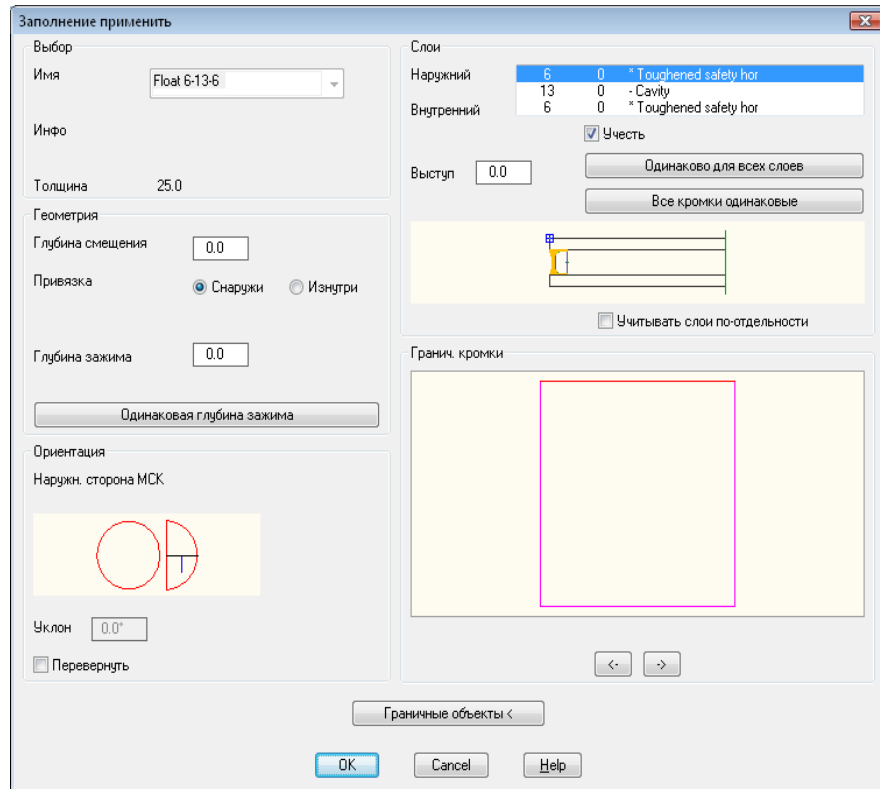 Заполнение применить
Выбор
Имя
Float 6-13-6
Инфо
Толщина 25.0
Геометрия
Глубина смещения 0.0
Привязка Снаружи Изнутри
Глубина зажима 0.0
Одинаковая глубина зажима
Ориентация
Наружн. сторона МСК
Уклон 0.0°
Перевернуть
Слои
Наружний 6 0 * Toughened safety hor
13 0 - Cavity
Внутренний 6 0 * Toughened safety hor
Учесть
Выступ 0.0
Одинаково для всех слоев
Все кромки одинаковые
Учитывать слои по-отдельности
Гранич. кромки
<- ->
Граничные объекты <
OK Cancel Help